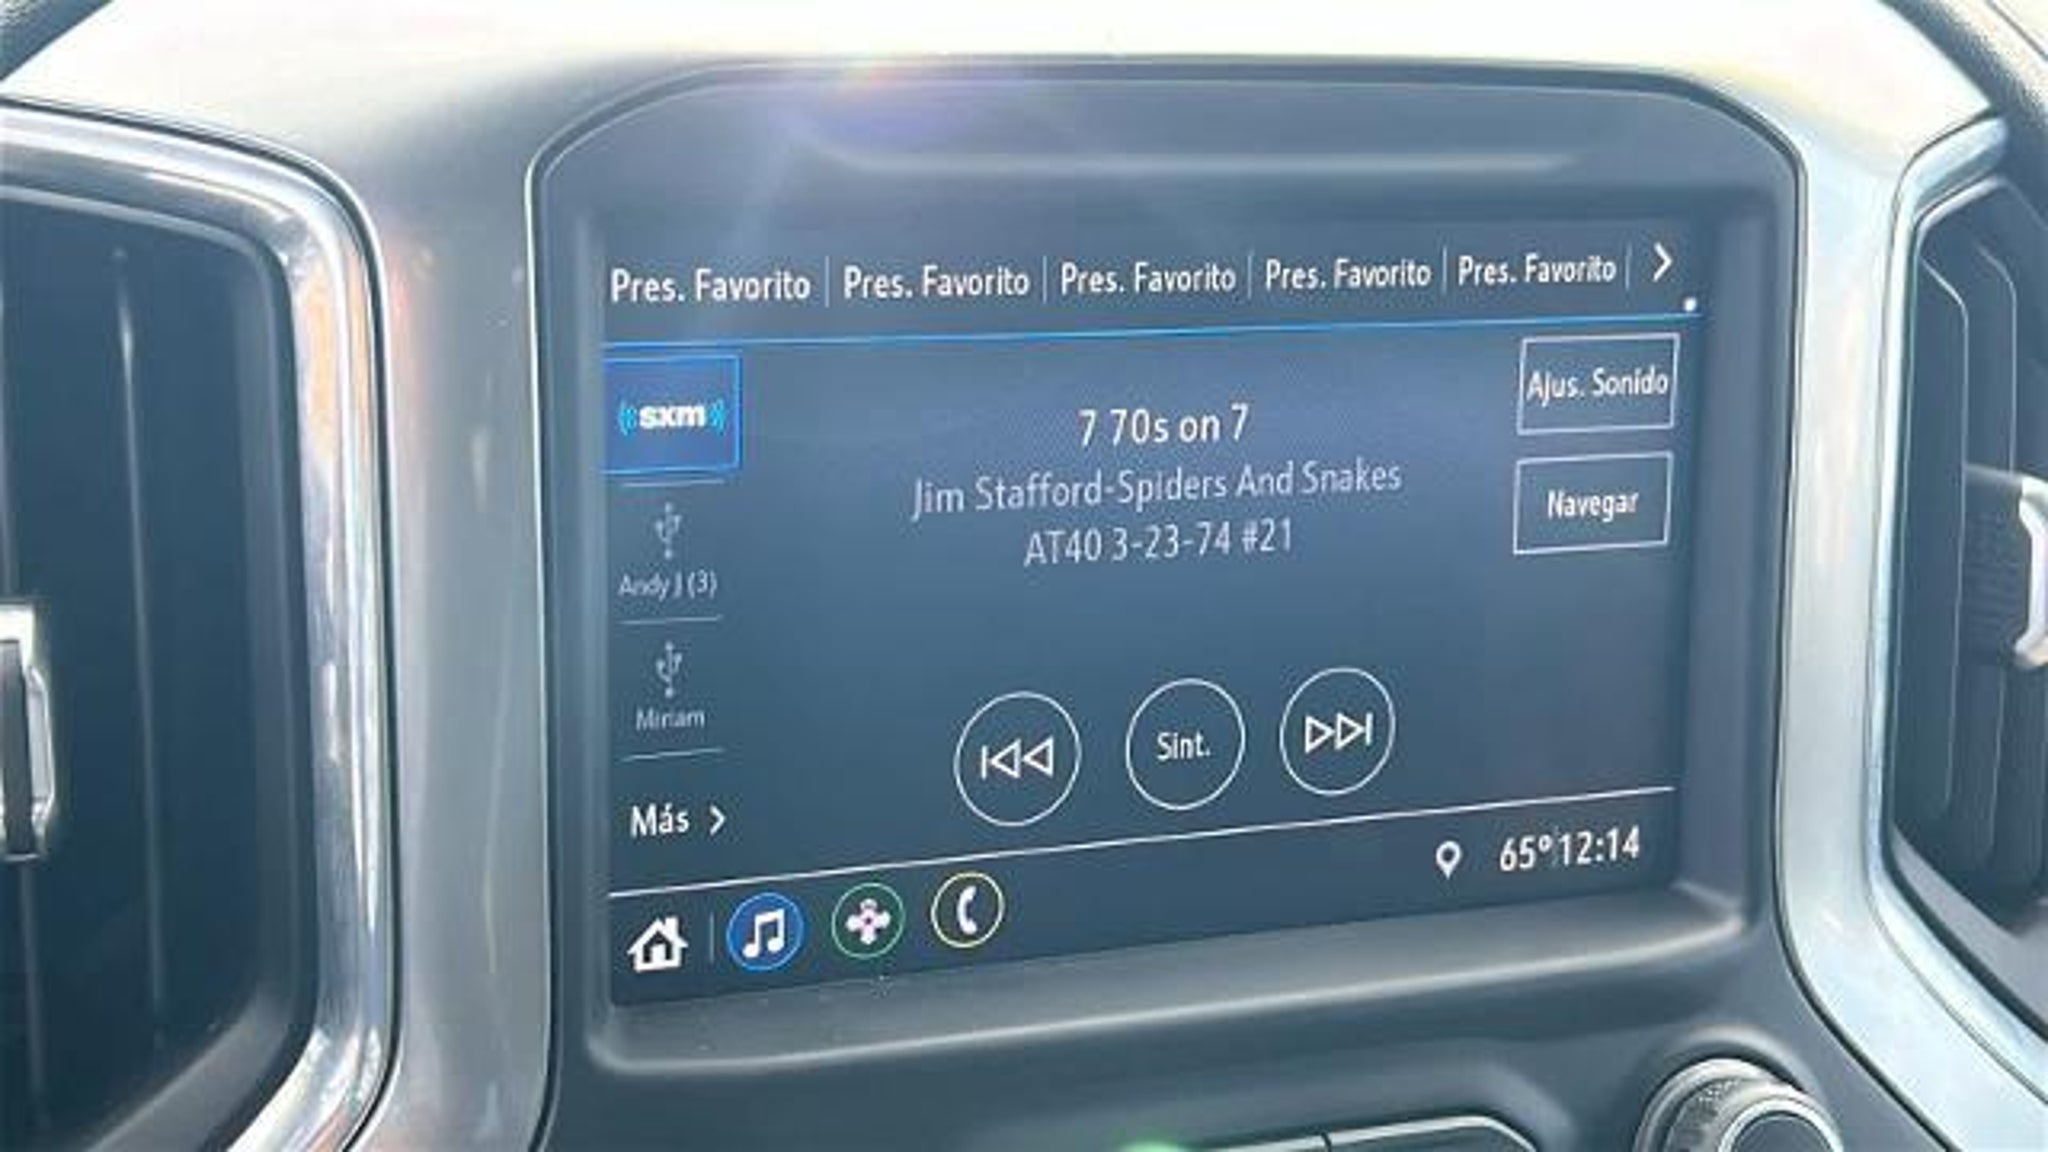 Pres. Favorito Pres. Favorito Pres. Favorito Pres. Favorito Pres. Favorito
sxm
Ajus. Sonido
7 70s on 7
Jim Stafford-Spiders And Snakes
AT40 3-23-74 #21
Navegar
Andy J (3)
Miriam
Sint.
Más
65° 12:14